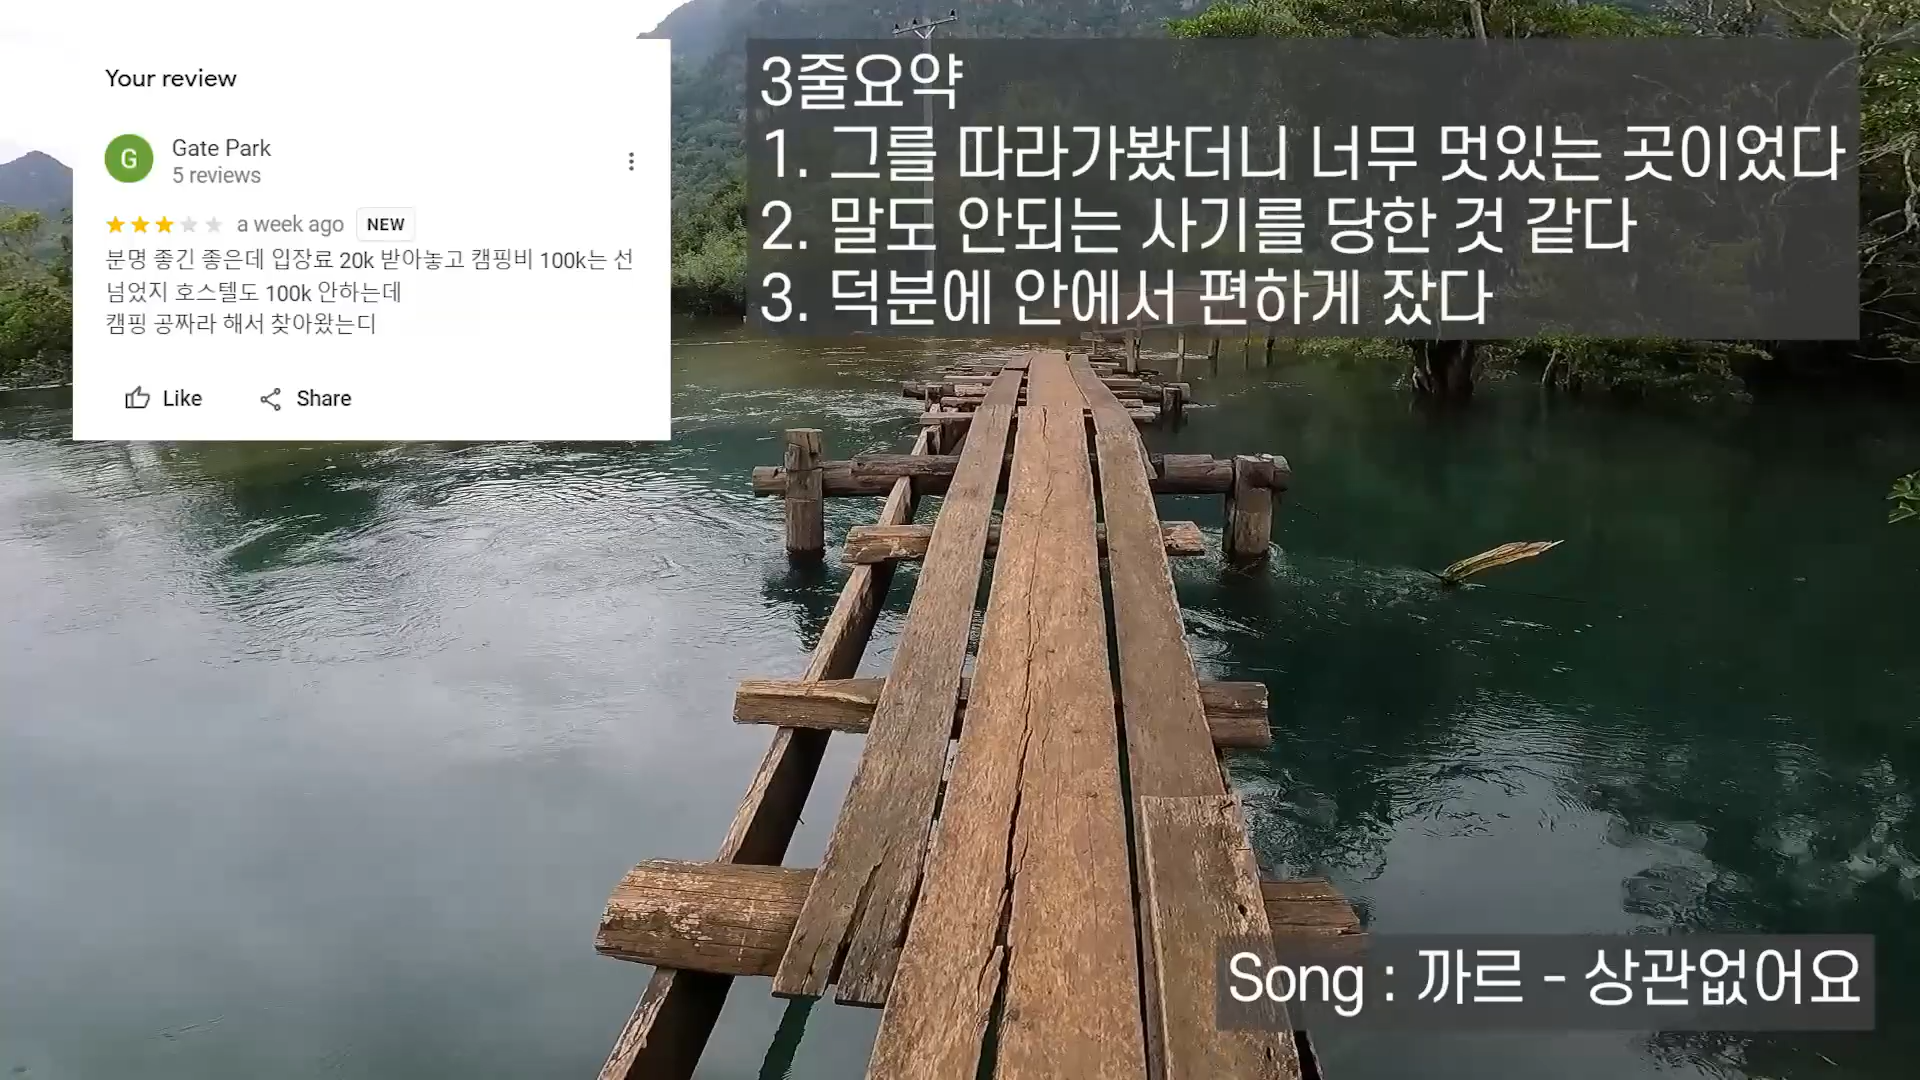 Your review
G
Gate Park
5 reviews
a week ago NEW
분명 좋긴 좋은데 입장료 20k 받아놓고 캠핑비 100k는 선
넘었지 호스텔도 100k 안하는데
캠핑 공짜라 해서 찾아왔는디
Like Share
3줄요약
1. 그를 따라가봤더니 너무 멋있는 곳이었다
2. 말도 안되는 사기를 당한 것 같다
3. 덕분에 안에서 편하게 잤다
Song : 까르 - 상관없어요